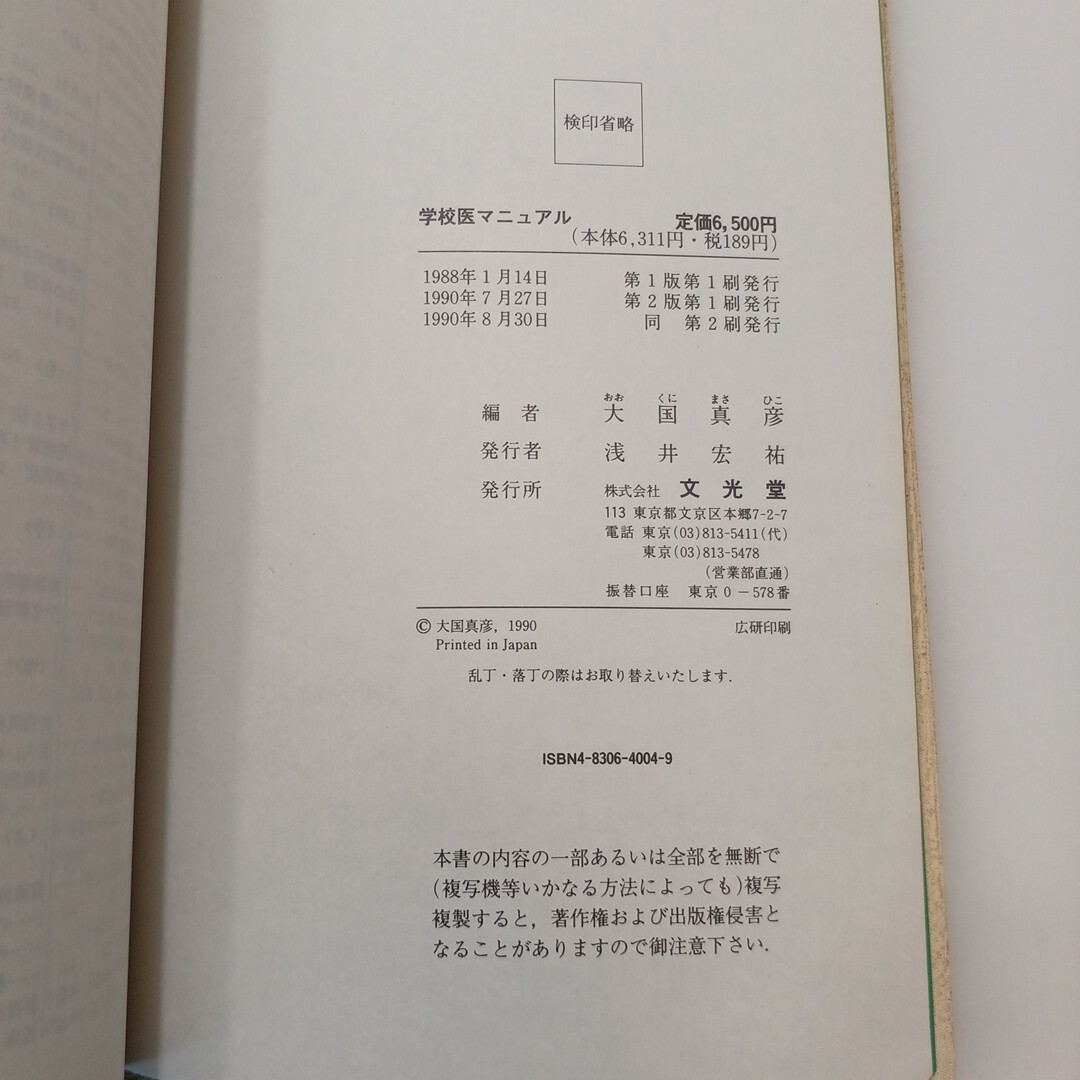 検印省略
学校医マニュアル 定価6,500円
(本体6,311円・税189円)
1988年1月14日 第1版第1刷発行
1990年7月27日 第2版第1刷発行
1990年8月30日 同 第2刷発行
おお くに まさ ひこ
編者 大国真彦
発行者 浅井宏祐
発行所 株式会社 文光堂
113 東京都文京区本郷7-2-7
電話 東京(03)813-5411(代)
東京(03)813-5478
(営業部直通)
振替口座 東京0-578番
© 大国真彦, 1990 広研印刷
Printed in Japan
乱丁・落丁の際はお取り替えいたします.
ISBN4-8306-4004-9
本書の内容の一部あるいは全部を無断で
(複写機等いかなる方法によっても)複写
複製すると, 著作権および出版権侵害と
なることがありますので御注意下さい.